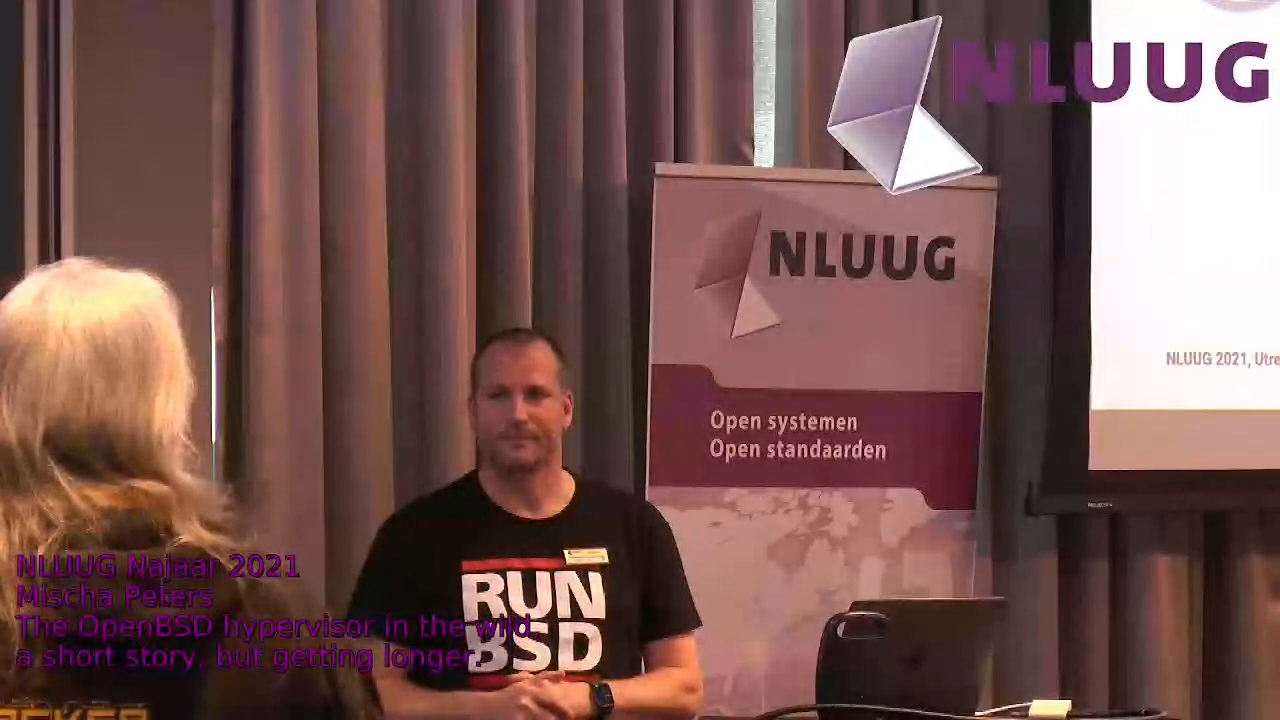 NLUUG
NLUUG
NLUUG 2021, Utre
Open systemen
Open standaarden
RUN
BSD
NLUUG Najaar 2021
Mischa Peters
The OpenBSD hypervisor in the wild,
a short story, but getting longer.